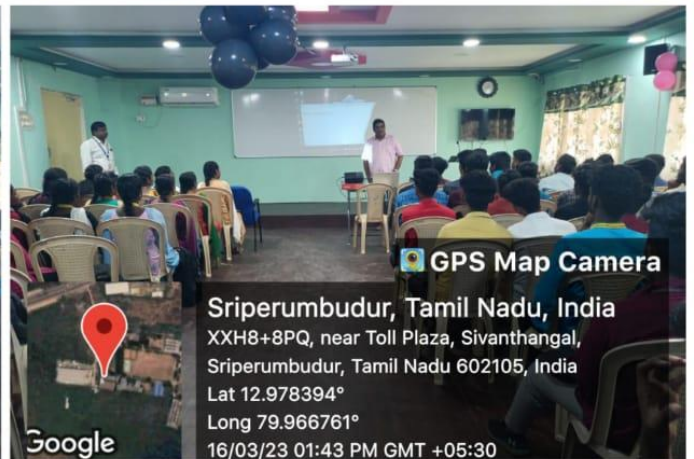 GPS Map Camera
Sriperumbudur, Tamil Nadu, India
XXH8+8PQ, near Toll Plaza, Sivanthangal,
Sriperumbudur, Tamil Nadu 602105, India
Lat 12.978394°
Long 79.966761°
16/03/23 01:43 PM GMT +05:30
Google